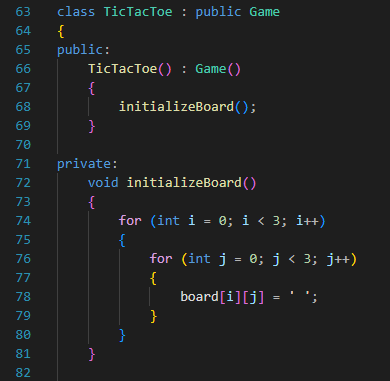 63 class TicTacToe : public Game
64 {
65 public:
66     TicTacToe() : Game()
67     {
68         initializeBoard();
69     }
70
71 private:
72     void initializeBoard()
73     {
74         for (int i = 0; i < 3; i++)
75         {
76             for (int j = 0; j < 3; j++)
77             {
78                 board[i][j] = ' ';
79             }
80         }
81     }
82